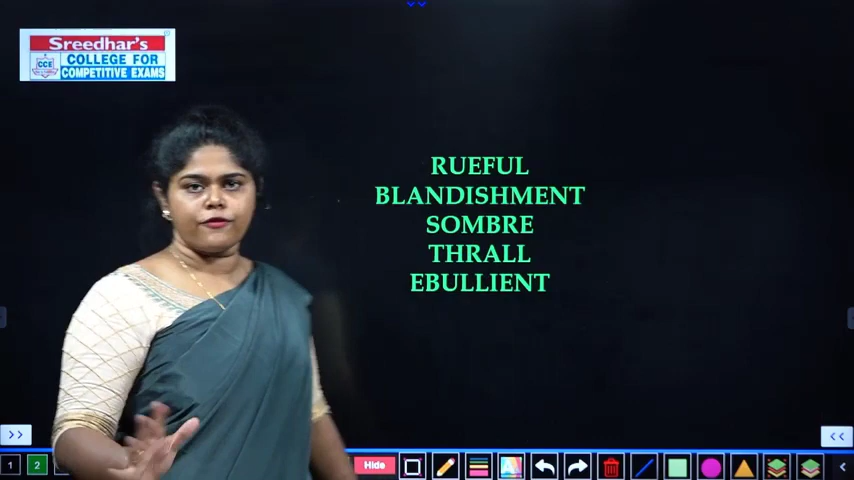 Sreedhar's
CCE
COLLEGE FOR
COMPETITIVE EXAMS
RUEFUL
BLANDISHMENT
SOMBRE
THRALL
EBULLIENT
>>
<<
1
2
Hide
<